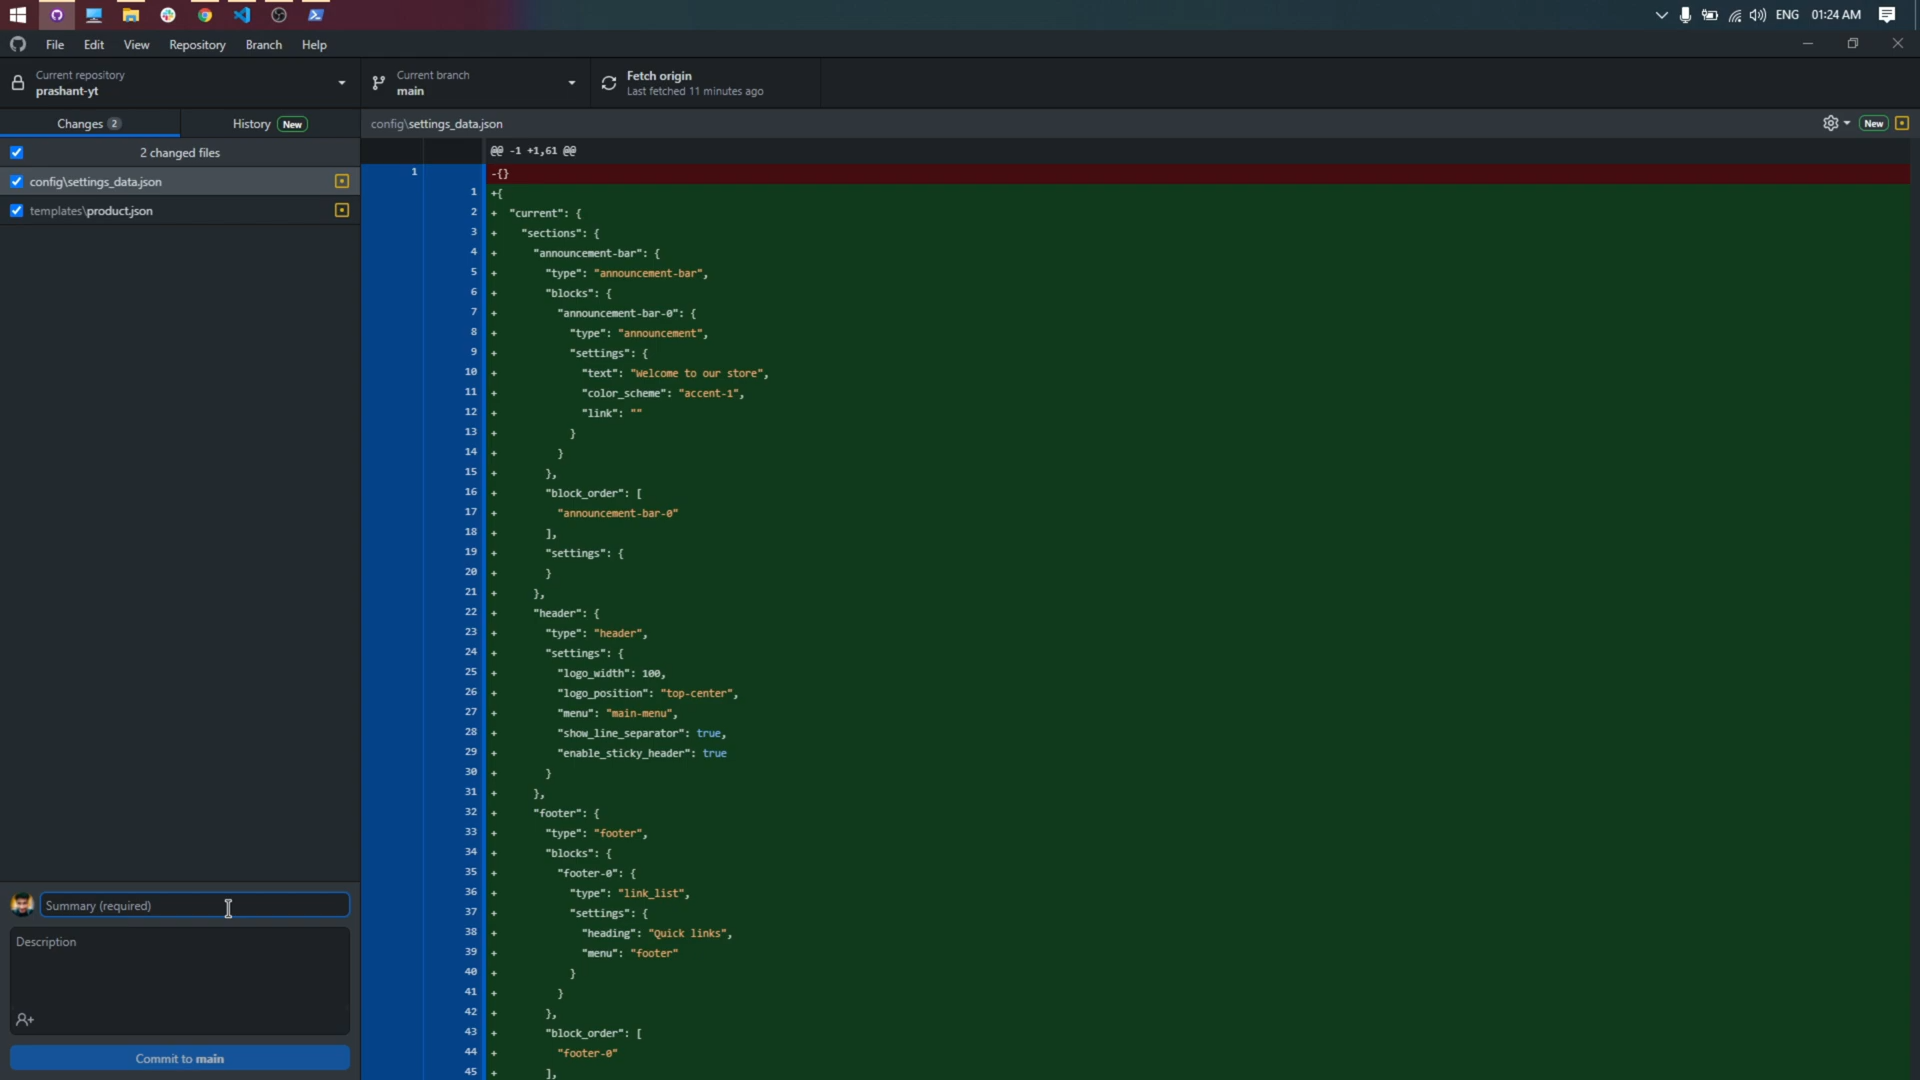 ENG 01:24 AM
File Edit View Repository Branch Help
Current repository
prashant-yt
Current branch
main
Fetch origin
Last fetched 11 minutes ago
Changes 2
History New
config\settings_data.json
New
2 changed files
config\settings_data.json
templates\product.json
@@ -1 +1,61 @@
1 -{}
1 +{
2 + "current": {
3 + "sections": {
4 + "announcement-bar": {
5 + "type": "announcement-bar",
6 + "blocks": {
7 + "announcement-bar-0": {
8 + "type": "announcement",
9 + "settings": {
10 + "text": "Welcome to our store",
11 + "color_scheme": "accent-1",
12 + "link": ""
13 + }
14 + }
15 + },
16 + "block_order": [
17 + "announcement-bar-0"
18 + ],
19 + "settings": {
20 + }
21 + },
22 + "header": {
23 + "type": "header",
24 + "settings": {
25 + "logo_width": 100,
26 + "logo_position": "top-center",
27 + "menu": "main-menu",
28 + "show_line_separator": true,
29 + "enable_sticky_header": true
30 + }
31 + },
32 + "footer": {
33 + "type": "footer",
34 + "blocks": {
35 + "footer-0": {
36 + "type": "link_list",
37 + "settings": {
38 + "heading": "Quick links",
39 + "menu": "footer"
40 + }
41 + }
42 + },
43 + "block_order": [
44 + "footer-0"
45 + ],
Summary (required)
Description
Commit to main